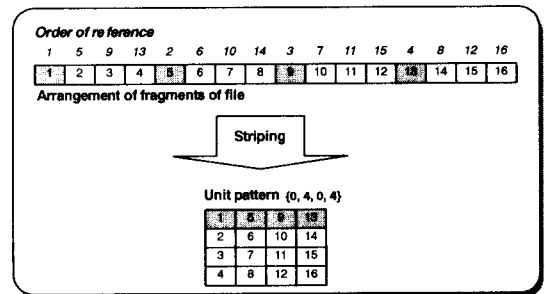 Order of reference
1 5 9 13 2 6 10 14 3 7 11 15 4 8 12 16
1 2 3 4 5 6 7 8 9 10 11 12 13 14 15 16
Arrangement of fragments of file
Striping
Unit pattern {0, 4, 0, 4}
1 5 9 13
2 6 10 14
3 7 11 15
4 8 12 16